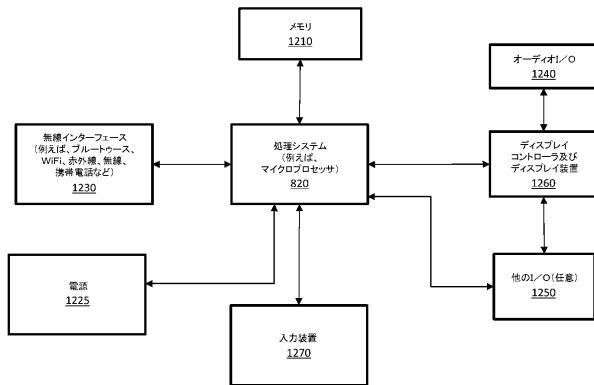 メモリ
1210
オーディオI/O
1240
無線インターフェース
(例えば、ブルートゥース、
WiFi、赤外線、無線、
携帯電話など)
1230
処理システム
(例えば、
マイクロプロセッサ)
820
ディスプレイ
コントローラ及び
ディスプレイ装置
1260
電源
1225
他のI/O(任意)
1250
入力装置
1270